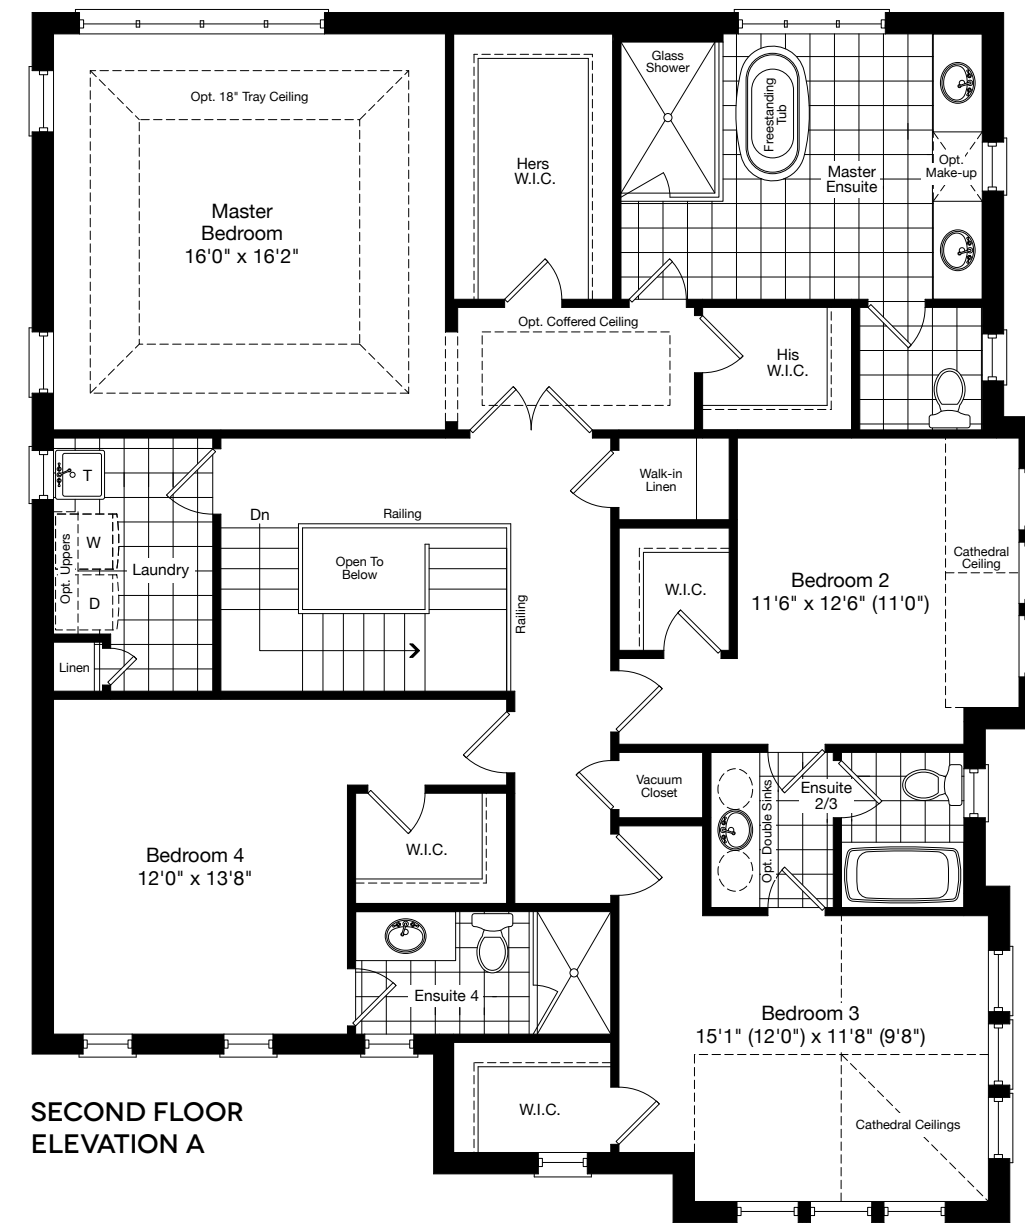 Opt. 18" Tray Ceiling
Master
Bedroom
16'0" x 16'2"
Hers
W.I.C.
Glass
Shower
Freestanding
Tub
Master
Ensuite
Opt.
Make-up
Opt. Coffered Ceiling
His
W.I.C.
T
W
D
Opt. Uppers
Laundry
Linen
Dn
Railing
Open To
Below
Railing
Walk-in
Linen
W.I.C.
Bedroom 2
11'6" x 12'6" (11'0")
Cathedral
Ceiling
Vacuum
Closet
Opt. Double Sinks
Ensuite
2/3
Bedroom 4
12'0" x 13'8"
W.I.C.
Ensuite 4
Bedroom 3
15'1" (12'0") x 11'8" (9'8")
Cathedral Ceilings
W.I.C.
SECOND FLOOR
ELEVATION A